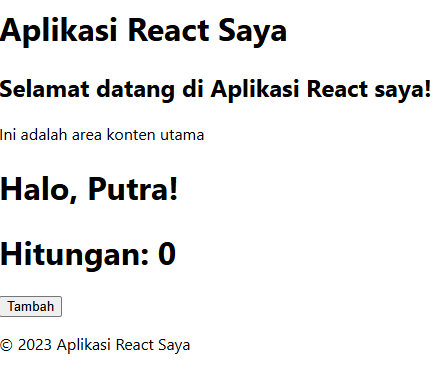 Aplikasi React Saya
Selamat datang di Aplikasi React saya!
Ini adalah area konten utama
Halo, Putra!
Hitungan: 0
Tambah
© 2023 Aplikasi React Saya